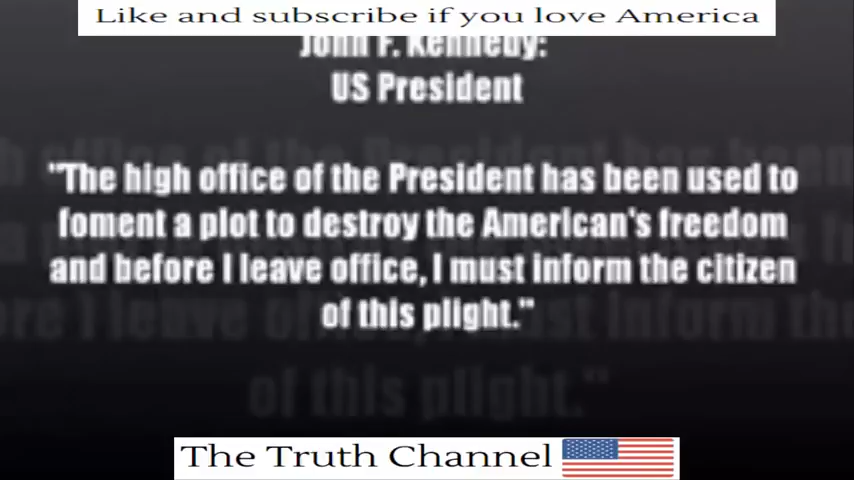 Like and subscribe if you love America
John F. Kennedy:
US President
"The high office of the President has been used to
foment a plot to destroy the American's freedom
and before I leave office, I must inform the citizen
of this plight."
The Truth Channel